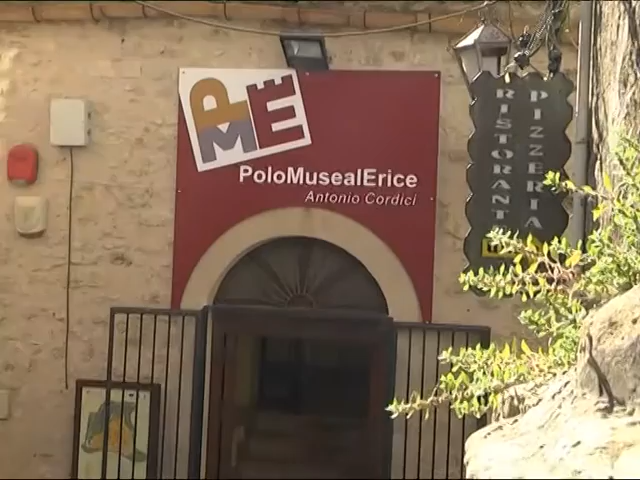 PME
PoloMusealErice
Antonio Cordici
RISTORANTE
PIZZERIA